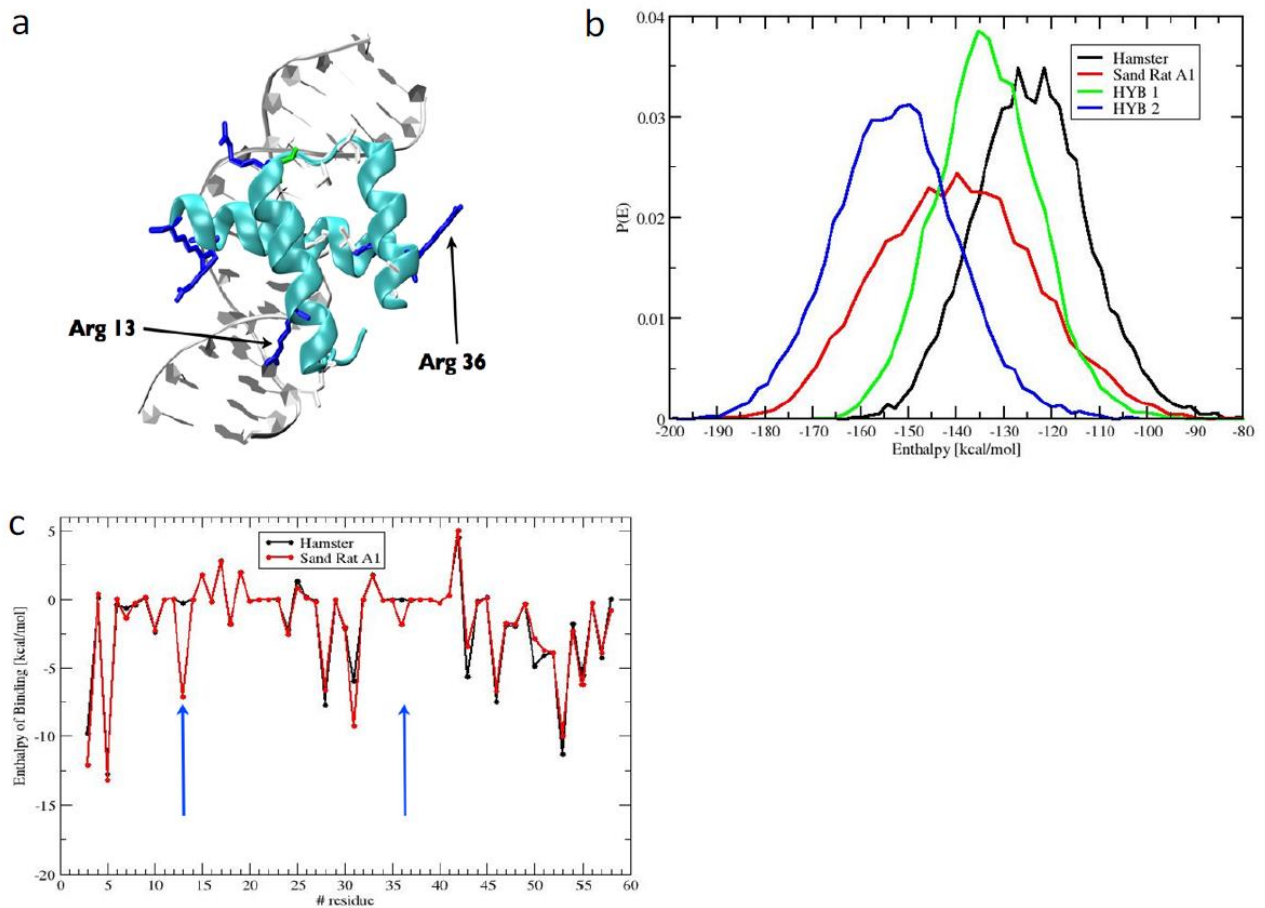 a
Arg 13
Arg 36
b
0.04
0.03
0.02
0.01
0
P(E)
Hamster
Sand Rat A1
HYB 1
HYB 2
-200 -190 -180 -170 -160 -150 -140 -130 -120 -110 -100 -90 -80
Enthalpy [kcal/mol]
c
5
0
-5
-10
-15
-20
Enthalpy of Binding [kcal/mol]
Hamster
Sand Rat A1
0 5 10 15 20 25 30 35 40 45 50 55 60
# residue